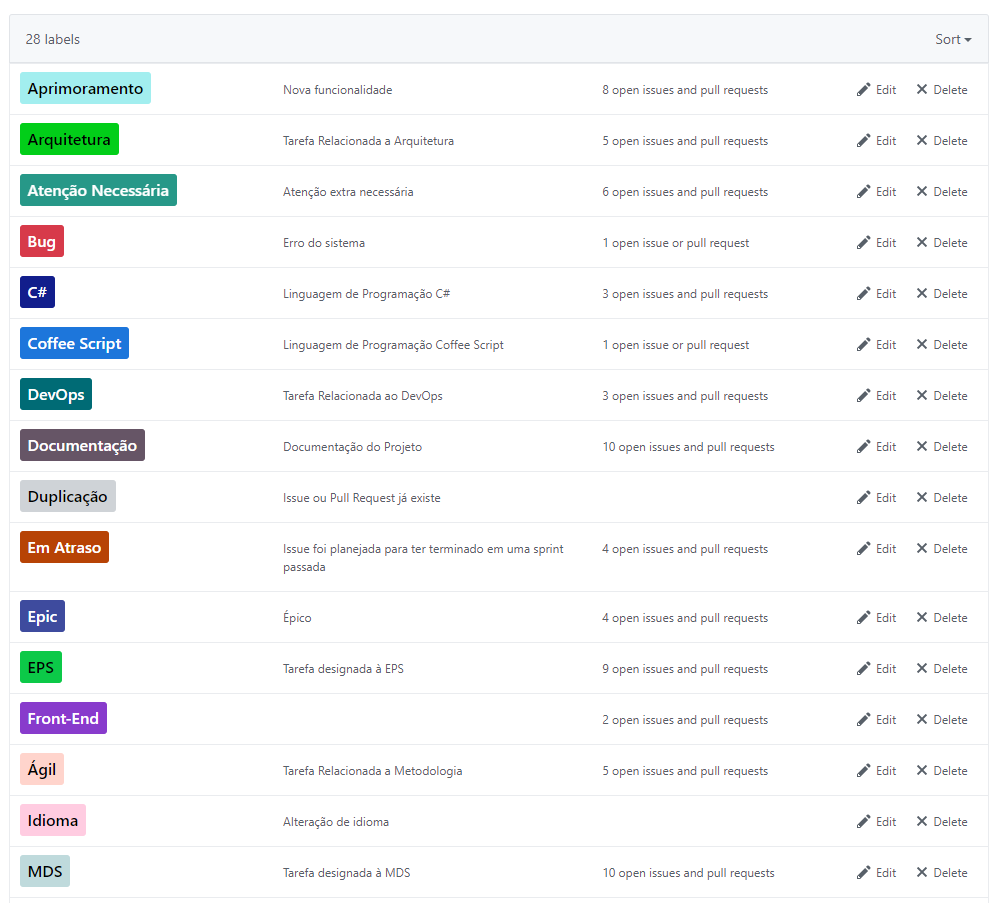 28 labels Sort
Aprimoramento Nova funcionalidade 8 open issues and pull requests Edit Delete
Arquitetura Tarefa Relacionada a Arquitetura 5 open issues and pull requests Edit Delete
Atenção Necessária Atenção extra necessária 6 open issues and pull requests Edit Delete
Bug Erro do sistema 1 open issue or pull request Edit Delete
C# Linguagem de Programação C# 3 open issues and pull requests Edit Delete
Coffee Script Linguagem de Programação Coffee Script 1 open issue or pull request Edit Delete
DevOps Tarefa Relacionada ao DevOps 3 open issues and pull requests Edit Delete
Documentação Documentação do Projeto 10 open issues and pull requests Edit Delete
Duplicação Issue ou Pull Request já existe Edit Delete
Em Atraso Issue foi planejada para ter terminado em uma sprint 4 open issues and pull requests Edit Delete
passada
Epic Épico 4 open issues and pull requests Edit Delete
EPS Tarefa designada à EPS 9 open issues and pull requests Edit Delete
Front-End 2 open issues and pull requests Edit Delete
Ágil Tarefa Relacionada a Metodologia 5 open issues and pull requests Edit Delete
Idioma Alteração de idioma Edit Delete
MDS Tarefa designada à MDS 10 open issues and pull requests Edit Delete